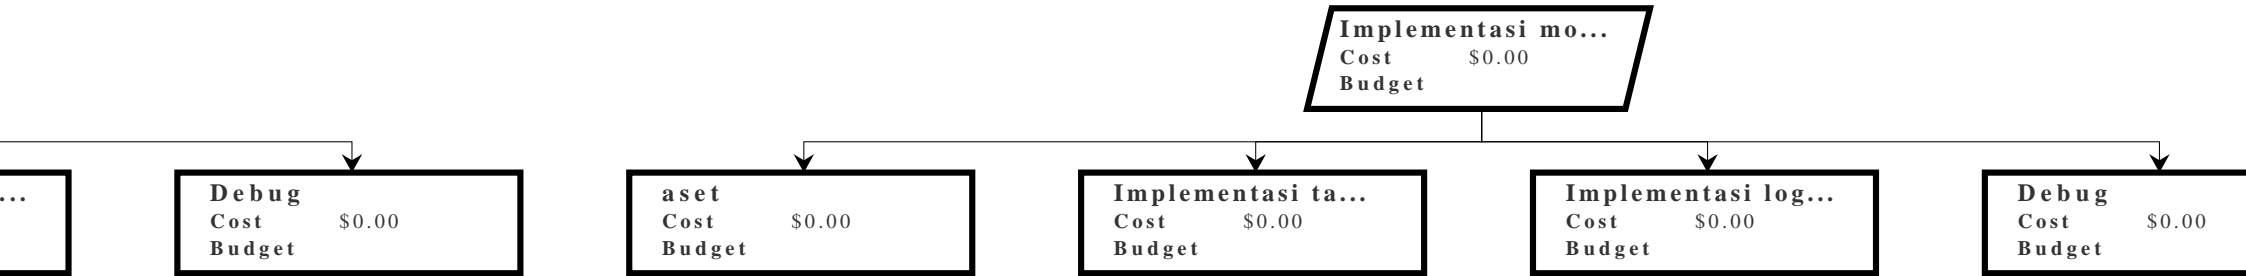 Implementasi mo...
Cost $0.00
Budget
...
Debug
Cost $0.00
Budget
aset
Cost $0.00
Budget
Implementasi ta...
Cost $0.00
Budget
Implementasi log...
Cost $0.00
Budget
Debug
Cost $0.00
Budget